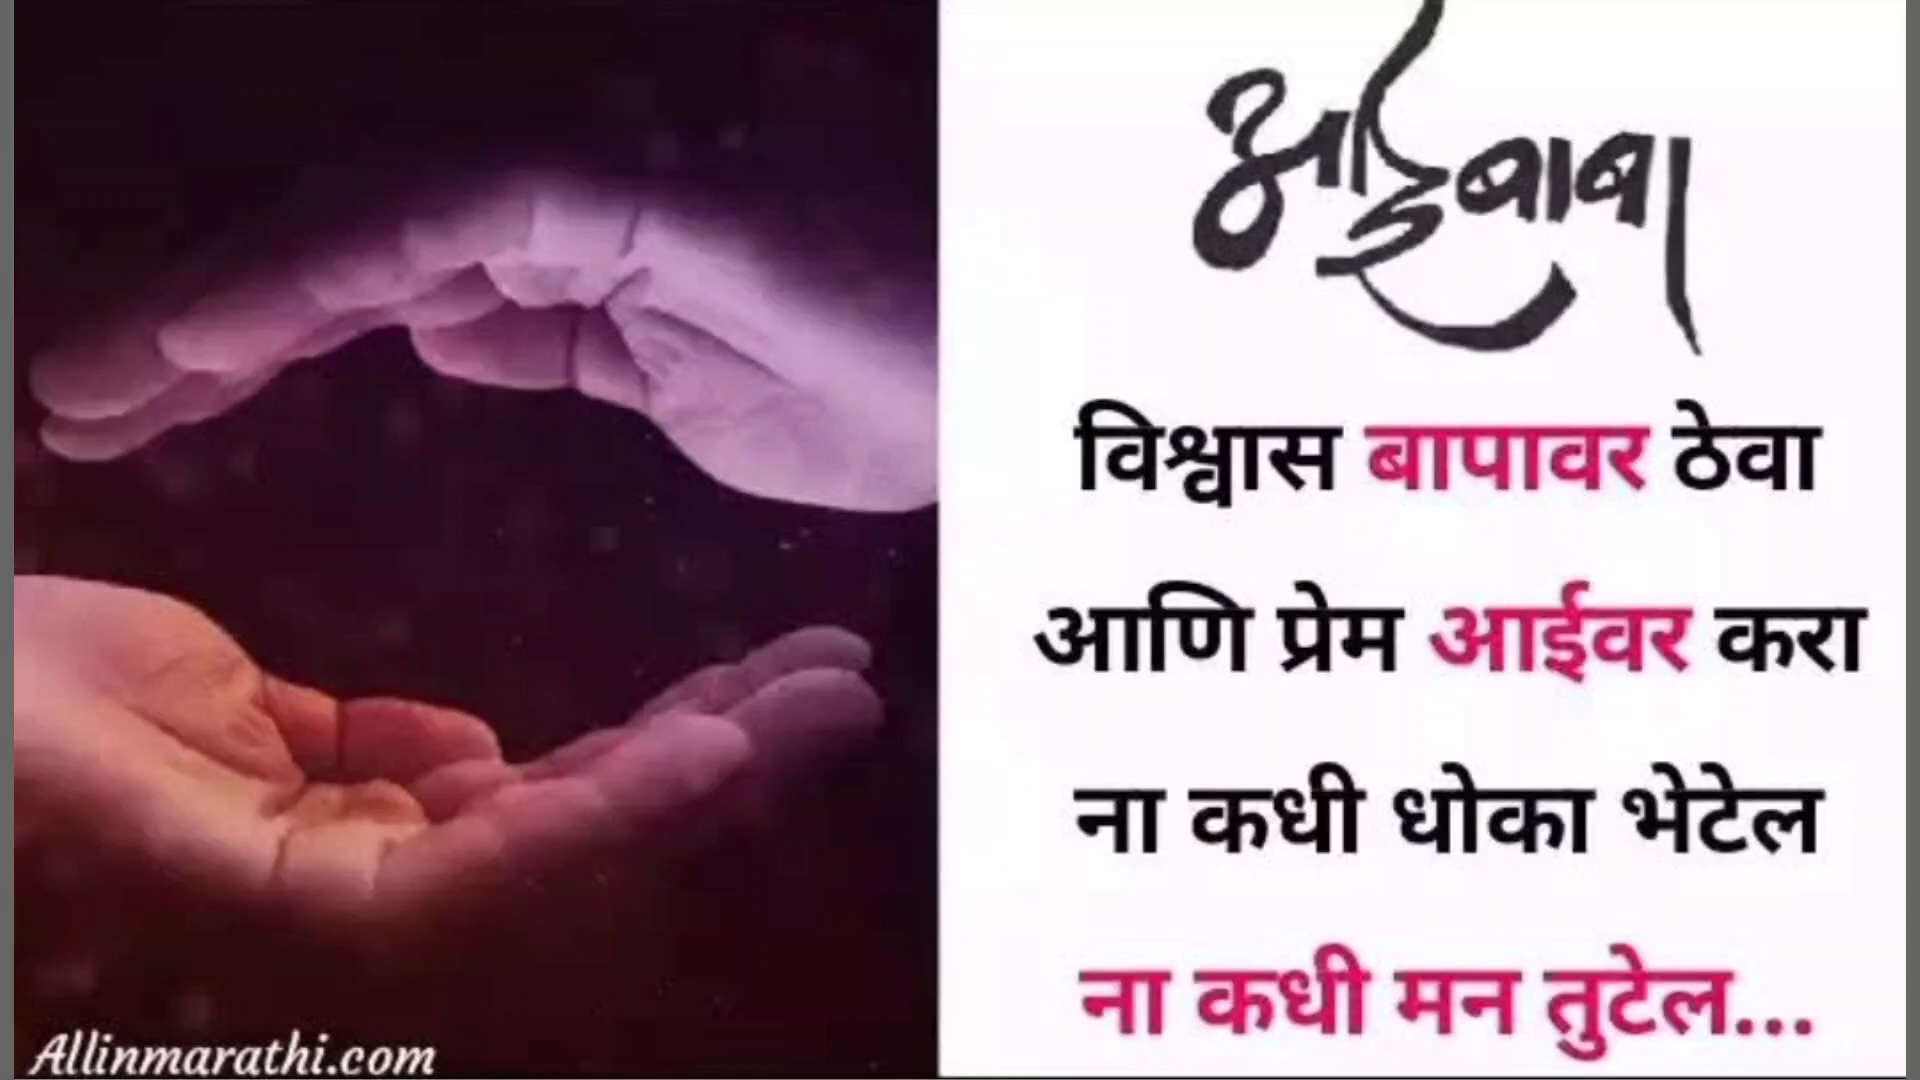 आईबाबा
विश्वास बापावर ठेवा
आणि प्रेम आईवर करा
ना कधी धोका भेटेल
ना कधी मन तुटेल...
Allinmarathi.com